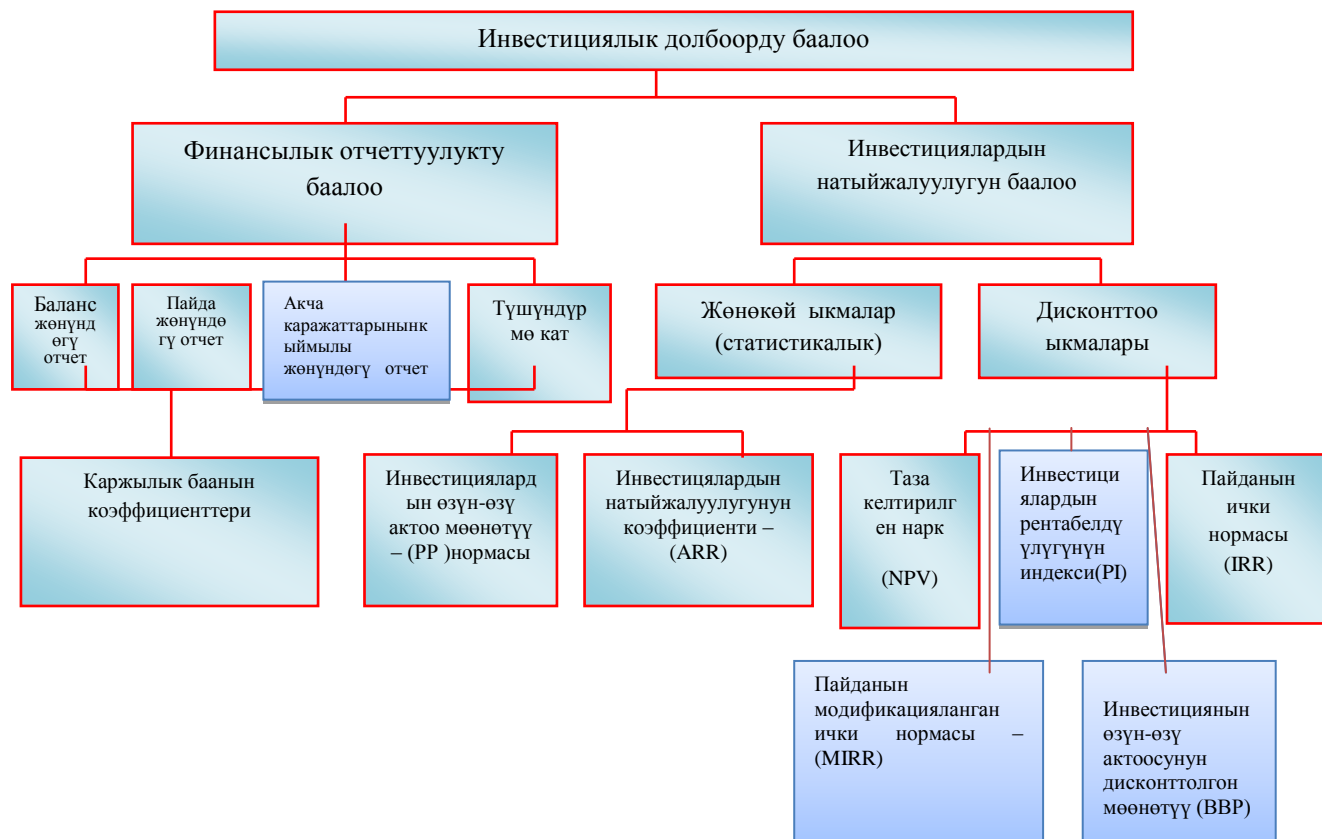 Инвестициялык долбоорду баалоо
Финансылык отчеттуулукту
баалоо
Инвестициялардын
натыйжалуулугун баалоо
Баланс
жөнүнд
өгү
отчет
Пайда
жөнүндө
гү отчет
Акча
каражаттарынынк
ыймылы
жөнүндөгү отчет
Түшүндүр
мө кат
Жөнөкөй ыкмалар
(статистикалык)
Дисконттоо
ыкмалары
Каржылык баанын
коэффициенттери
Инвестициялард
ын өзүн-өзү
актоо мөөнөтүү
– (PP )нормасы
Инвестицялардын
натыйжалуулугунун
коэффициенти –
(ARR)
Таза
келтирилг
ен нарк
(NPV)
Инвестици
ялардын
рентабелдү
үлүгүнүн
индекси(PI)
Пайданын
ички
нормасы
(IRR)
Пайданын
модификацияланган
ички нормасы –
(MIRR)
Инвестициянын
өзүн-өзү
актоосунун
дисконттолгон
мөөнөтүү (BBP)